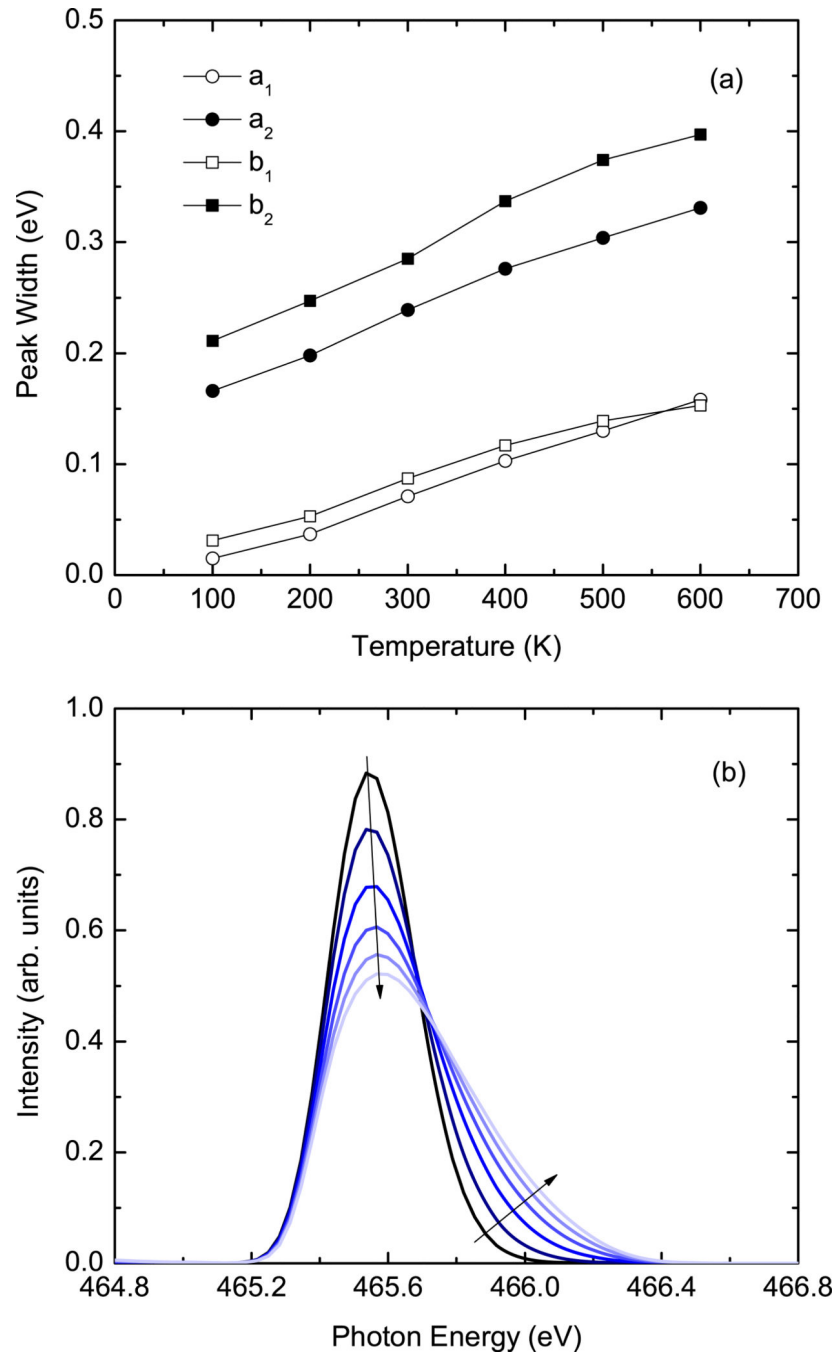 0.5
(a)
a₁
a₂
b₁
b₂
0.4
0.3
0.2
0.1
0.0
Peak Width (eV)
0 100 200 300 400 500 600 700
Temperature (K)
1.0
(b)
0.8
0.6
0.4
0.2
0.0
Intensity (arb. units)
464.8 465.2 465.6 466.0 466.4 466.8
Photon Energy (eV)